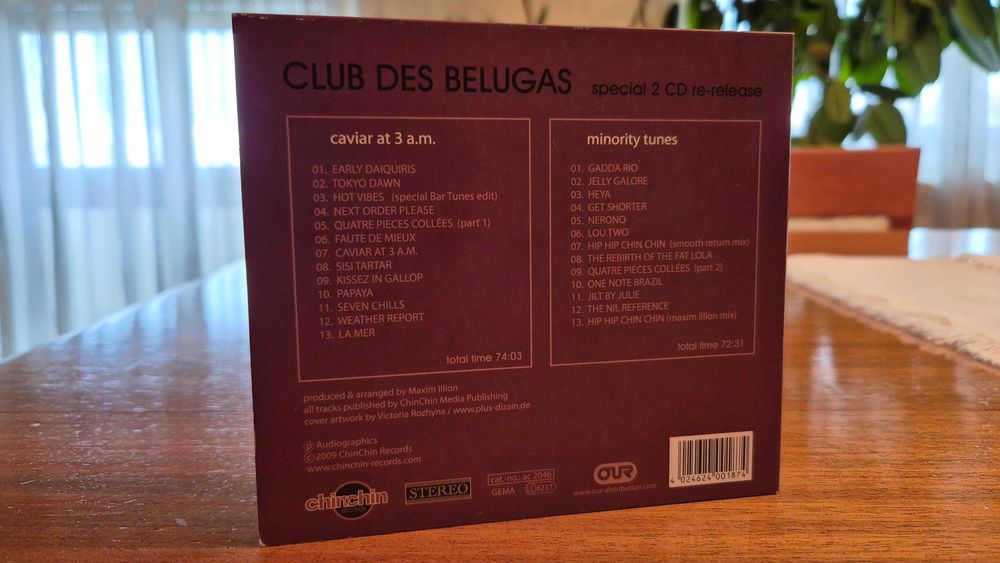 CLUB DES BELUGAS special 2 CD re-release
caviar at 3 a.m.
01. EARLY DAIQUIRIS
02. TOKYO DAWN
03. HOT VIBES (special Bar Tunes edit)
04. NEXT ORDER PLEASE
05. QUATRE PIECES COLLÉES (part 1)
06. FAUTE DE MIEUX
07. CAVIAR AT 3 A.M.
08. SISI TARTAR
09. KISSEZ IN GALLOP
10. PAPAYA
11. SEVEN CHILLS
12. WEATHER REPORT
13. LA MER
total time 74:03
minority tunes
01. GADDA RIO
02. JELLY GALORE
03. HEYA
04. GET SHORTER
05. NERONO
06. LOU TWO
07. HIP HIP CHIN CHIN (smooth return mix)
08. THE REBIRTH OF THE FAT LOLA
09. QUATRE PIECES COLLÉES (part 2)
10. ONE NOTE BRAZIL
11. JILT BY JULIE
12. THE NIL REFERENCE
13. HIP HIP CHIN CHIN (maxim illion mix)
total time 72:31
produced & arranged by Maxim Illion
all tracks published by ChinChin Media Publishing
cover artwork by Victoria Rozhyna / www.plus-dizain.de
℗ Audiographics
© 2009 ChinChin Records
www.chinchin-records.com
chinchin
records
STEREO
cat.-no.: ac 2046
GEMA LC 6217
OUR
www.our-distribution.com
4 024624 001874